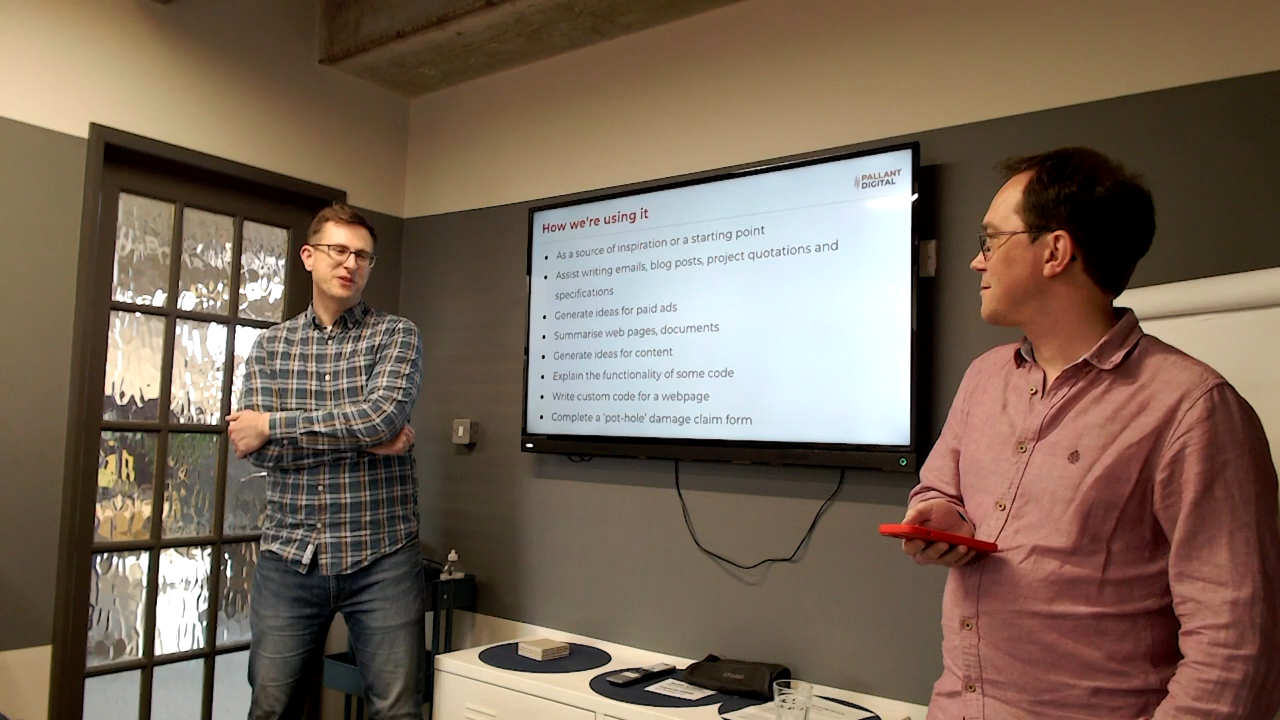 PALLANT
DIGITAL
How we're using it
As a source of inspiration or a starting point
Assist writing emails, blog posts, project quotations and
specifications
Generate ideas for paid ads
Summarise web pages, documents
Generate ideas for content
Explain the functionality of some code
Write custom code for a webpage
Complete a 'pot-hole' damage claim form